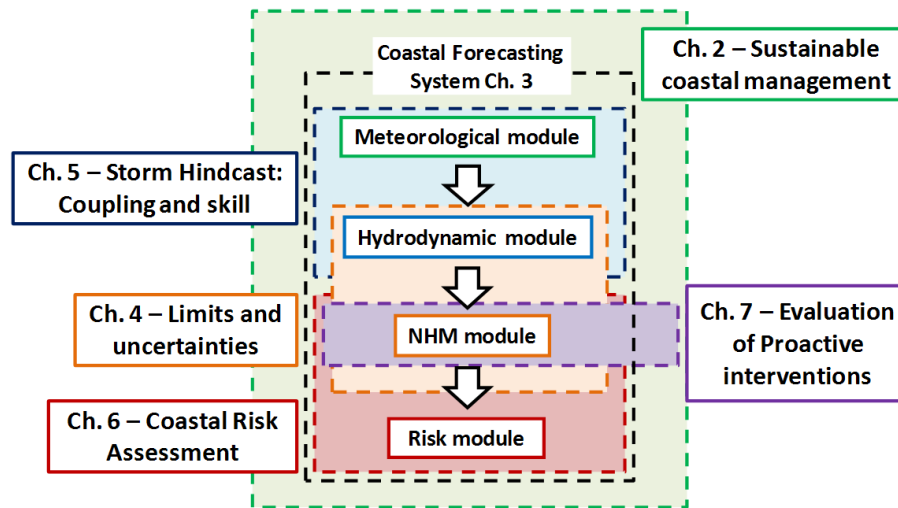 Coastal Forecasting
System Ch. 3
Ch. 2 – Sustainable
coastal management
Meteorological module
Ch. 5 – Storm Hindcast:
Coupling and skill
Hydrodynamic module
Ch. 4 – Limits and
uncertainties
NHM module
Ch. 7 – Evaluation
of Proactive
interventions
Ch. 6 – Coastal Risk
Assessment
Risk module